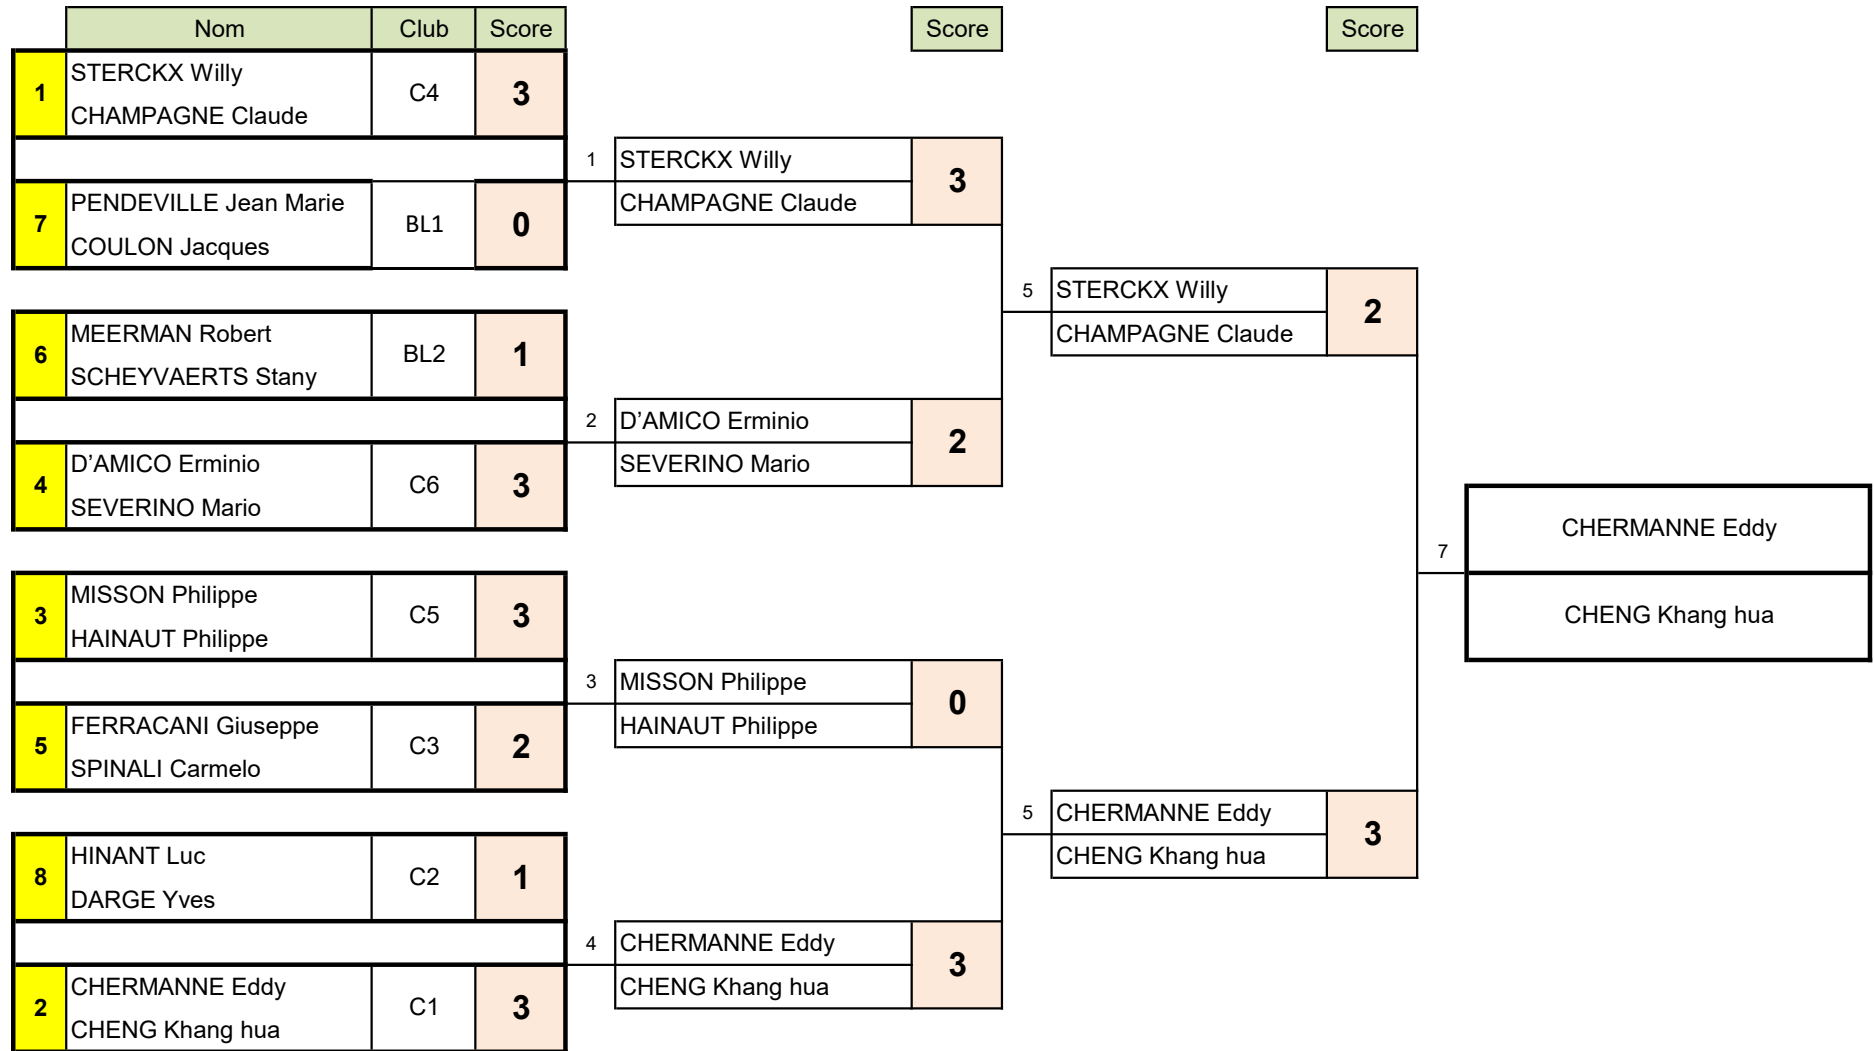 Nom Club Score Score Score
1 STERCKX Willy C4 3
CHAMPAGNE Claude
7 PENDEVILLE Jean Marie BL1 0
COULON Jacques
6 MEERMAN Robert BL2 1
SCHEYVAERTS Stany
4 D’AMICO Erminio C6 3
SEVERINO Mario
3 MISSON Philippe C5 3
HAINAUT Philippe
5 FERRACANI Giuseppe C3 2
SPINALI Carmelo
8 HINANT Luc C2 1
DARGE Yves
2 CHERMANNE Eddy C1 3
CHENG Khang hua
1 STERCKX Willy 3
CHAMPAGNE Claude
2 D’AMICO Erminio 2
SEVERINO Mario
3 MISSON Philippe 0
HAINAUT Philippe
4 CHERMANNE Eddy 3
CHENG Khang hua
5 STERCKX Willy 2
CHAMPAGNE Claude
5 CHERMANNE Eddy 3
CHENG Khang hua
7 CHERMANNE Eddy
CHENG Khang hua